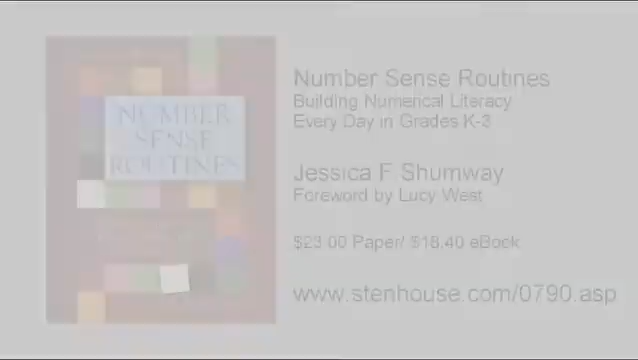 NUMBER
SENSE
ROUTINES
Number Sense Routines
Building Numerical Literacy
Every Day in Grades K-3
Jessica F Shumway
Foreword by Lucy West
$23.00 Paper/ $18.40 eBook
www.stenhouse.com/0790.asp